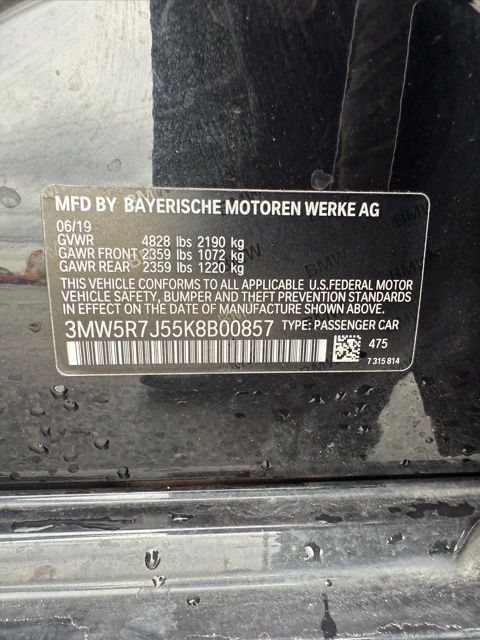 MFD BY BAYERISCHE MOTOREN WERKE AG
06/19
GVWR 4828 lbs 2190 kg
GAWR FRONT 2359 lbs 1072 kg
GAWR REAR 2359 lbs 1220 kg
THIS VEHICLE CONFORMS TO ALL APPLICABLE U.S.FEDERAL MOTOR
VEHICLE SAFETY, BUMPER AND THEFT PREVENTION STANDARDS
IN EFFECT ON THE DATE OF MANUFACTURE SHOWN ABOVE.
3MW5R7J55K8B00857 TYPE: PASSENGER CAR
475
7 315 814